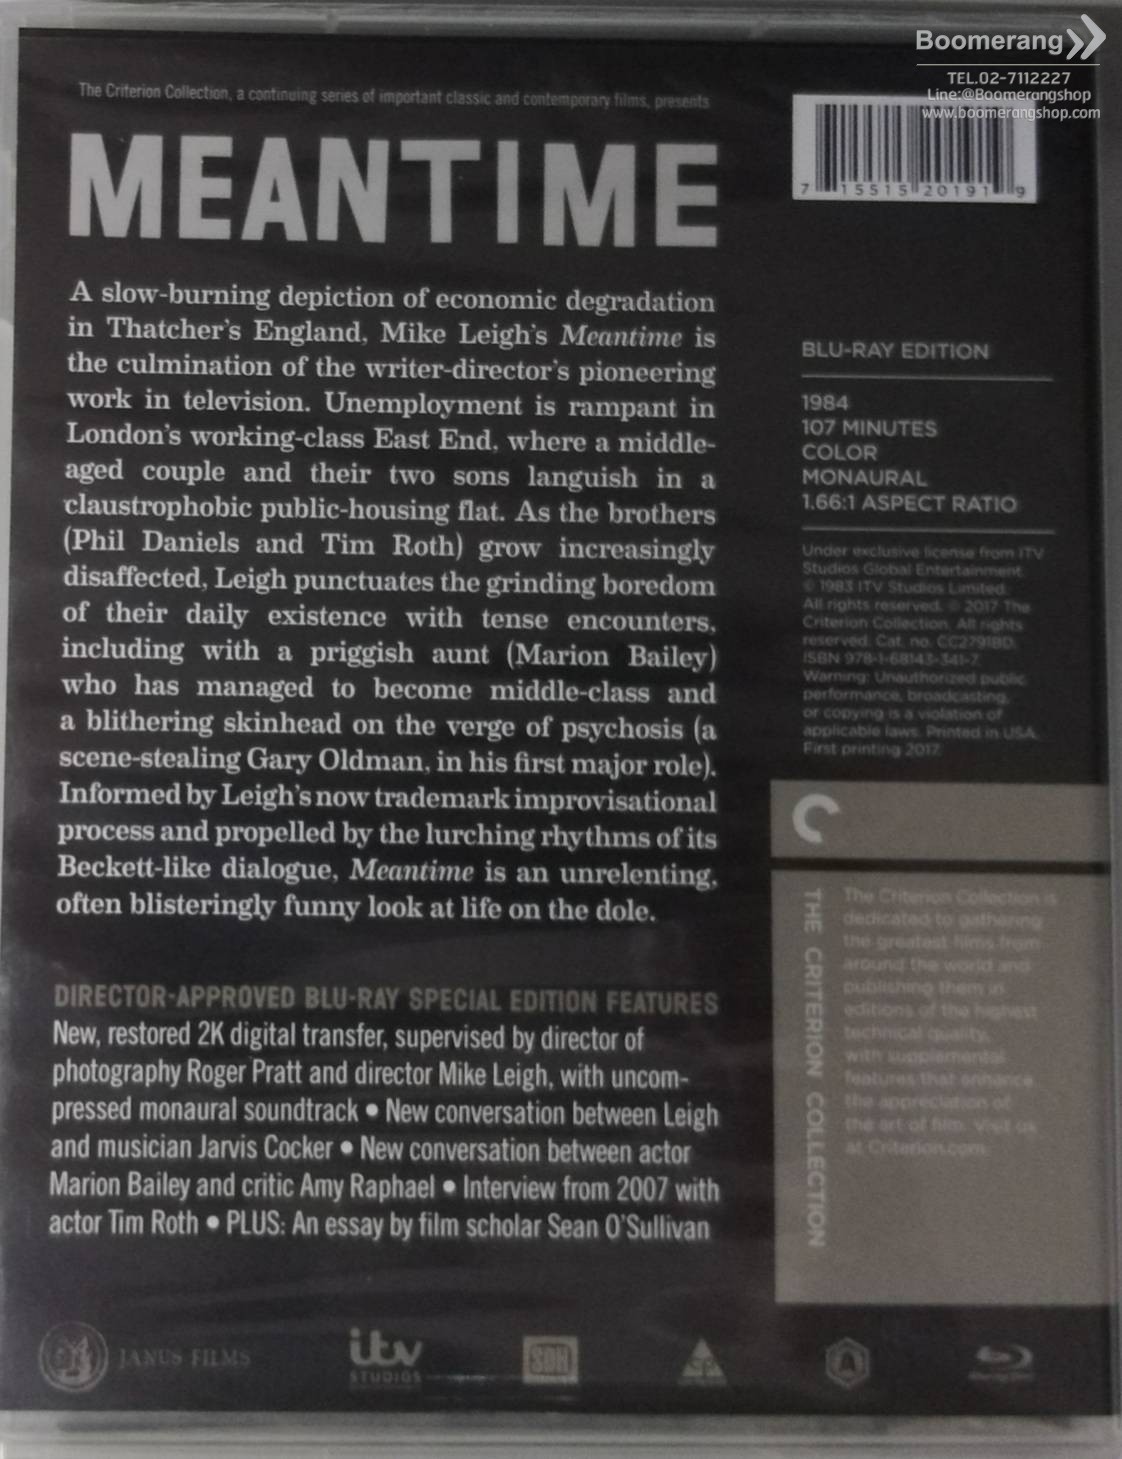 Boomerang
TEL.02-7112227
Line:@Boomerangshop
www.boomerangshop.com
The Criterion Collection, a continuing series of important classic and contemporary films, presents
MEANTIME
7 15515 20191 9
A slow-burning depiction of economic degradation
in Thatcher's England, Mike Leigh's Meantime is
the culmination of the writer-director's pioneering
work in television. Unemployment is rampant in
London's working-class East End, where a middle-
aged couple and their two sons languish in a
claustrophobic public-housing flat. As the brothers
(Phil Daniels and Tim Roth) grow increasingly
disaffected, Leigh punctuates the grinding boredom
of their daily existence with tense encounters,
including with a priggish aunt (Marion Bailey)
who has managed to become middle-class and
a blithering skinhead on the verge of psychosis (a
scene-stealing Gary Oldman, in his first major role).
Informed by Leigh's now trademark improvisational
process and propelled by the lurching rhythms of its
Beckett-like dialogue, Meantime is an unrelenting,
often blisteringly funny look at life on the dole.
DIRECTOR-APPROVED BLU-RAY SPECIAL EDITION FEATURES
New, restored 2K digital transfer, supervised by director of
photography Roger Pratt and director Mike Leigh, with uncom-
pressed monaural soundtrack • New conversation between Leigh
and musician Jarvis Cocker • New conversation between actor
Marion Bailey and critic Amy Raphael • Interview from 2007 with
actor Tim Roth • PLUS: An essay by film scholar Sean O'Sullivan
BLU-RAY EDITION
1984
107 MINUTES
COLOR
MONAURAL
1.66:1 ASPECT RATIO
Under exclusive license from ITV
Studios Global Entertainment.
© 1983 ITV Studios Limited.
All rights reserved. © 2017 The
Criterion Collection. All rights
reserved. Cat. no. CC2791BD.
ISBN 978-1-68143-341-7.
Warning: Unauthorized public
performance, broadcasting,
or copying is a violation of
applicable laws. Printed in USA.
First printing 2017.
THE CRITERION COLLECTION
The Criterion Collection is
dedicated to gathering
the greatest films from
around the world and
publishing them in
editions of the highest
technical quality,
with supplemental
features that enhance
the appreciation of
the art of film. Visit us
at Criterion.com.
JANUS FILMS
itv
STUDIOS
SDH